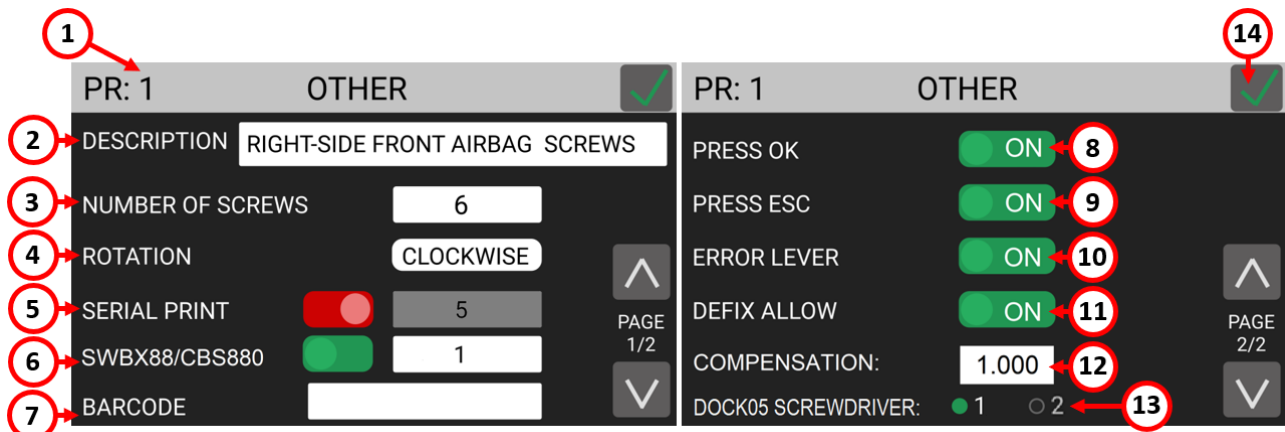 1
14
PR: 1 OTHER
PR: 1 OTHER
2 DESCRIPTION RIGHT-SIDE FRONT AIRBAG SCREWS
3 NUMBER OF SCREWS 6
4 ROTATION CLOCKWISE
5 SERIAL PRINT 5
6 SWBX88/CBS880 1
7 BARCODE
PAGE
1/2
PRESS OK ON 8
PRESS ESC ON 9
ERROR LEVER ON 10
DEFIX ALLOW ON 11
COMPENSATION: 1.000 12
DOCK05 SCREWDRIVER: 1 2 13
PAGE
2/2